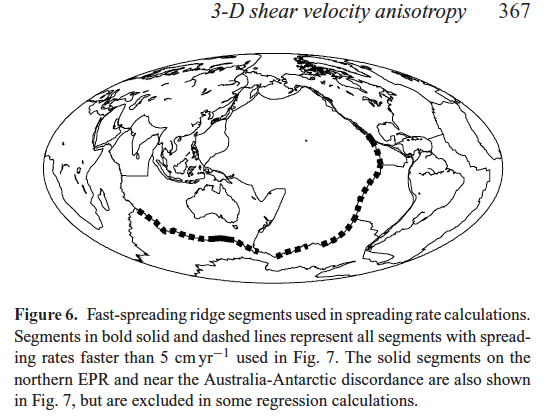 3-D shear velocity anisotropy 367
Figure 6. Fast-spreading ridge segments used in spreading rate calculations.
Segments in bold solid and dashed lines represent all segments with spread-
ing rates faster than 5 cm yr⁻¹ used in Fig. 7. The solid segments on the
northern EPR and near the Australia-Antarctic discordance are also shown
in Fig. 7, but are excluded in some regression calculations.